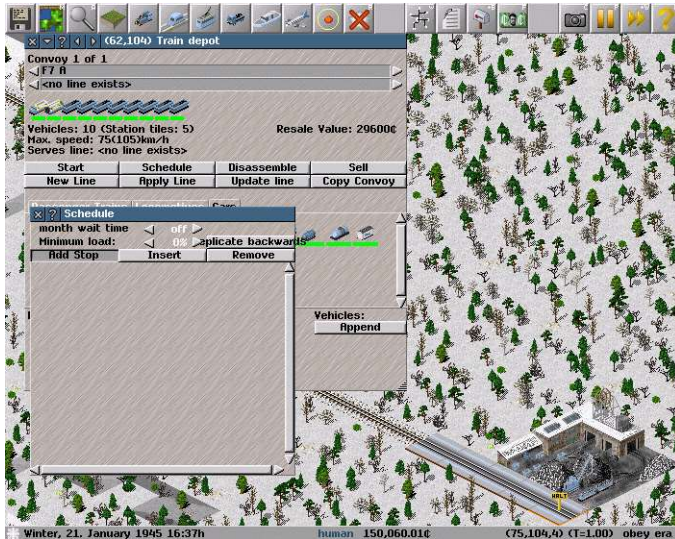 (62,104) Train depot
Convoy 1 of 1
F7 A
<no line exists>
Vehicles: 10 (Station tiles: 5) Resale Value: 29600¢
Max. speed: 75(105)km/h
Serves line: <no line exists>
Start Schedule Disassemble Sell
New Line Apply Line Update line Copy Convoy
Schedule
month wait time off
Minimum load: 0% eplicate backwards
Add Stop Insert Remove
Vehicles:
Append
HALT
Winter, 21. January 1945 16:37h human 150,060.01¢ (75,104,4) (T=1.00) obey era